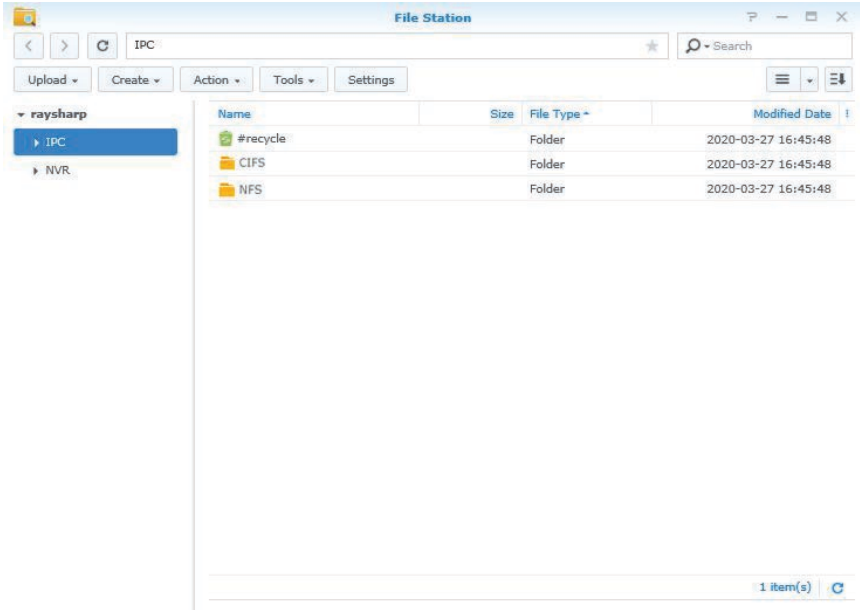 File Station
IPC
Search
Upload Create Action Tools Settings
raysharp
IPC
NVR
Name Size File Type Modified Date
#recycle Folder 2020-03-27 16:45:48
CIFS Folder 2020-03-27 16:45:48
NFS Folder 2020-03-27 16:45:48
1 item(s)